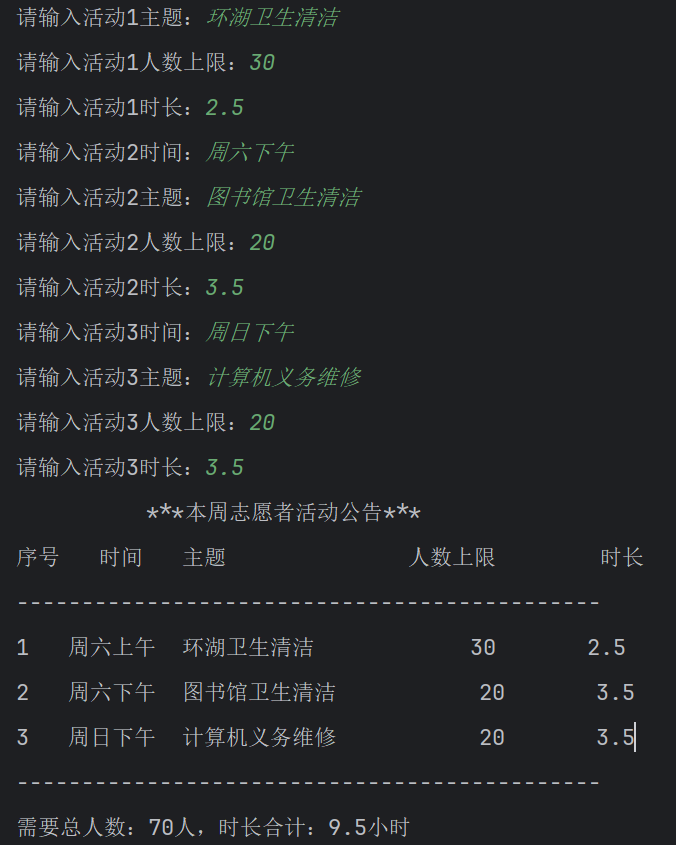 请输入活动1主题：环湖卫生清洁
请输入活动1人数上限：30
请输入活动1时长：2.5
请输入活动2时间：周六下午
请输入活动2主题：图书馆卫生清洁
请输入活动2人数上限：20
请输入活动2时长：3.5
请输入活动3时间：周日下午
请输入活动3主题：计算机义务维修
请输入活动3人数上限：20
请输入活动3时长：3.5
***本周志愿者活动公告***
序号 时间 主题 人数上限 时长
---------------------------------------------
1 周六上午 环湖卫生清洁 30 2.5
2 周六下午 图书馆卫生清洁 20 3.5
3 周日下午 计算机义务维修 20 3.5
---------------------------------------------
需要总人数：70人，时长合计：9.5小时